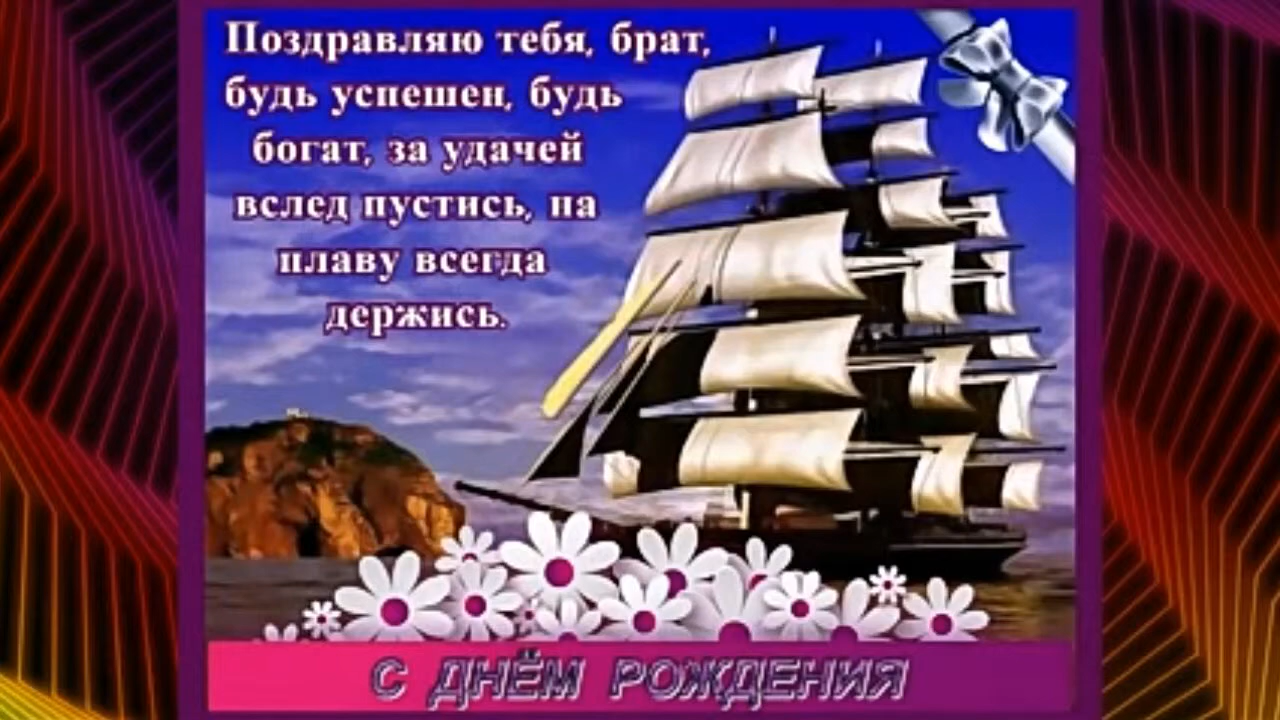 Поздравляю тебя, брат,
будь успешен, будь
богат, за удачей
вслед пустись, на
плаву всегда
держись.
С ДНЁМ РОЖДЕНИЯ